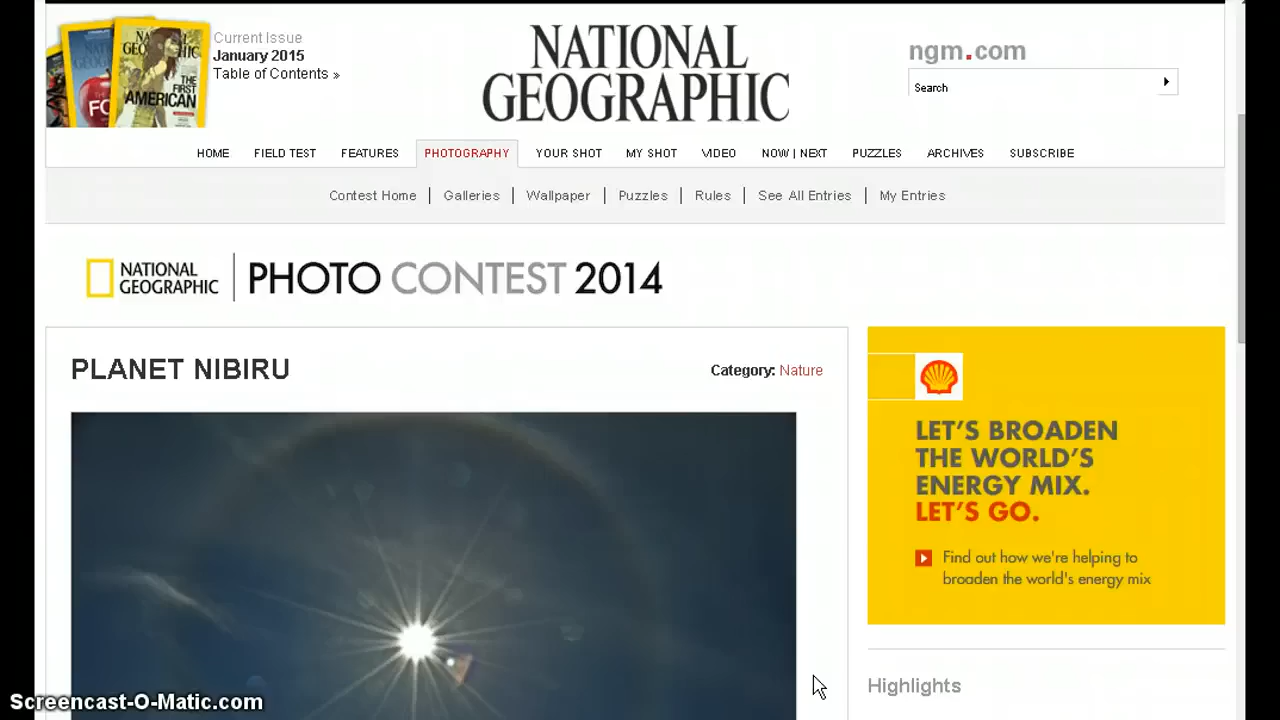 Current Issue
January 2015
Table of Contents »
THE FIRST
AMERICAN
NATIONAL
GEOGRAPHIC
ngm.com
Search
HOME FIELD TEST FEATURES PHOTOGRAPHY YOUR SHOT MY SHOT VIDEO NOW | NEXT PUZZLES ARCHIVES SUBSCRIBE
Contest Home | Galleries | Wallpaper | Puzzles | Rules | See All Entries | My Entries
NATIONAL
GEOGRAPHIC
PHOTO CONTEST 2014
PLANET NIBIRU
Category: Nature
LET'S BROADEN
THE WORLD'S
ENERGY MIX.
LET'S GO.
Find out how we're helping to
broaden the world's energy mix
Highlights
Screencast-O-Matic.com